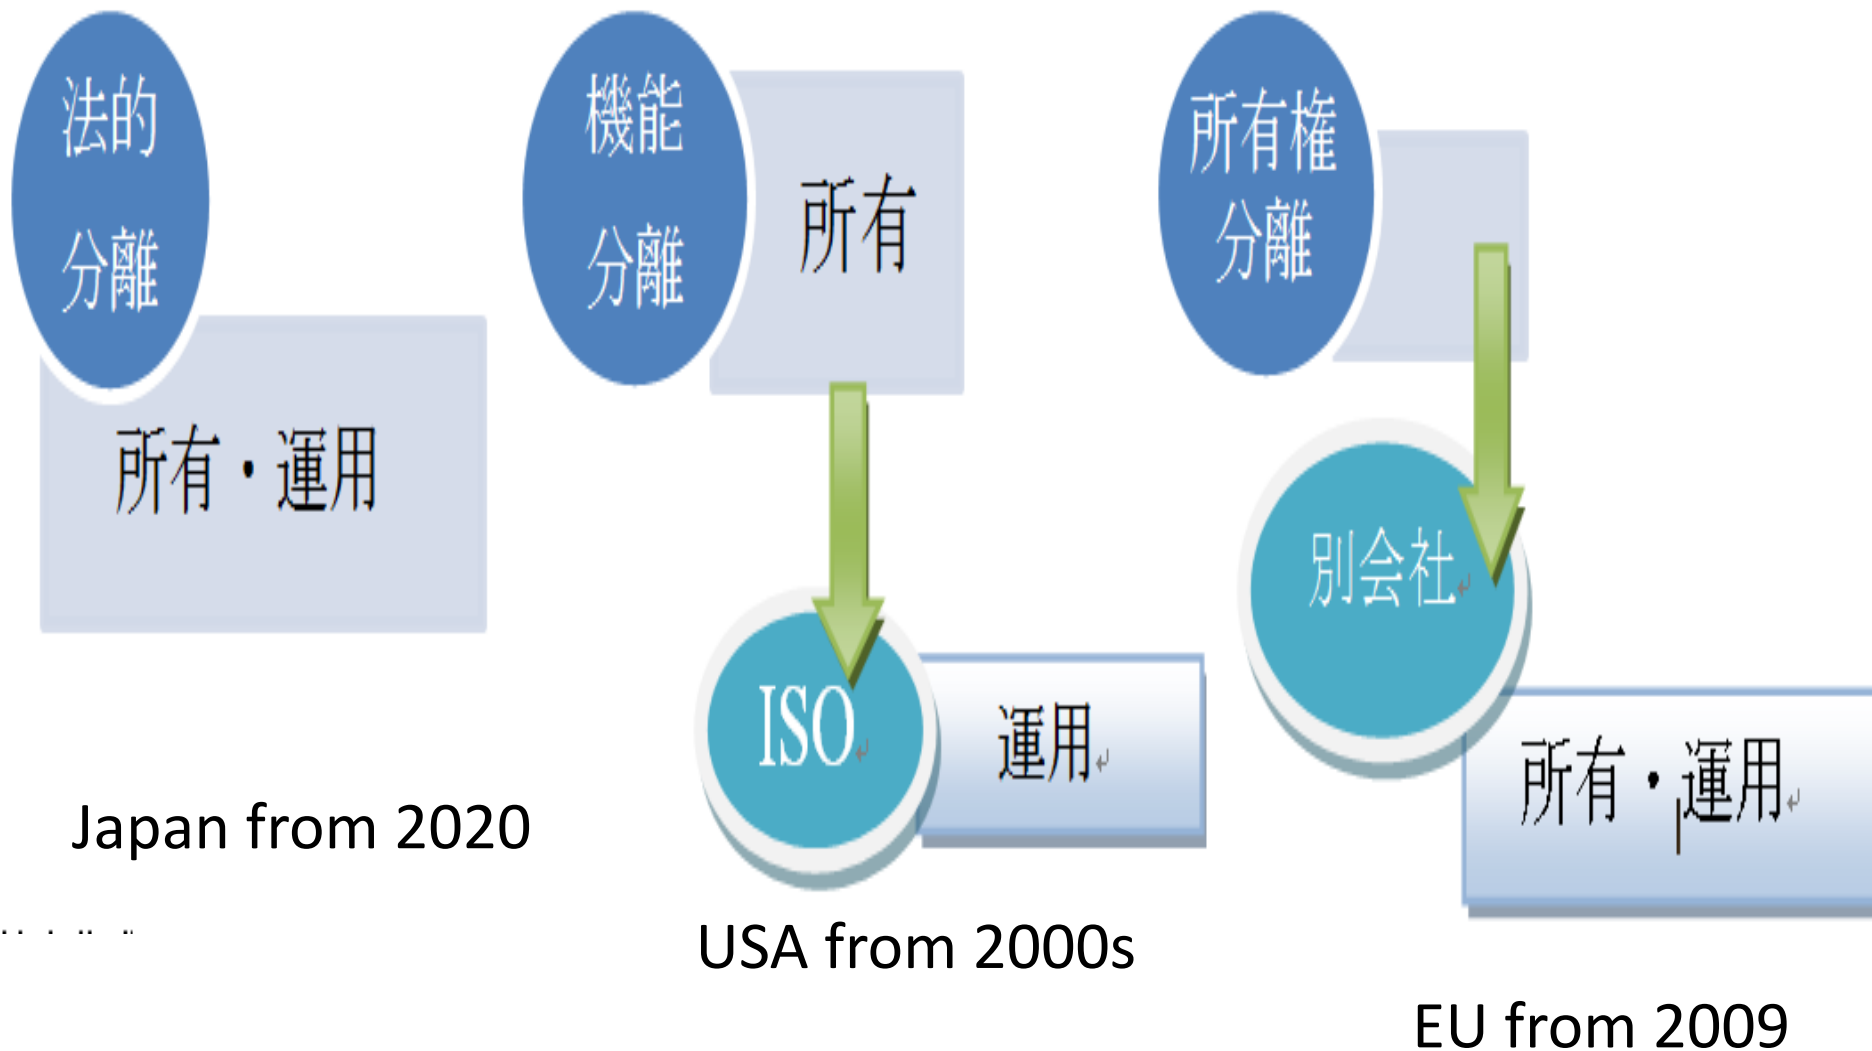 法的
分離
所有・運用
Japan from 2020
機能
分離
所有
ISO
運用
USA from 2000s
所有権
分離
別会社
所有・運用
EU from 2009